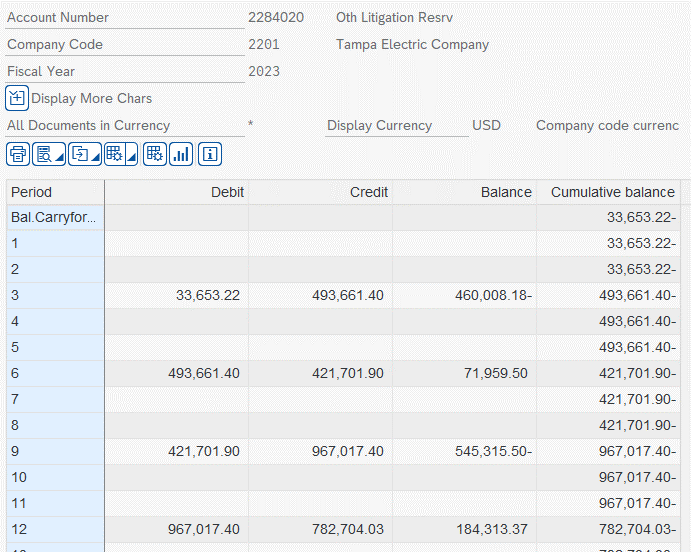 Account Number 2284020 Oth Litigation Resrv
Company Code 2201 Tampa Electric Company
Fiscal Year 2023
Display More Chars
All Documents in Currency * Display Currency USD Company code currenc
Period Debit Credit Balance Cumulative balance
Bal.Carryfor... 33,653.22-
1 33,653.22-
2 33,653.22-
3 33,653.22 493,661.40 460,008.18- 493,661.40-
4 493,661.40-
5 493,661.40-
6 493,661.40 421,701.90 71,959.50 421,701.90-
7 421,701.90-
8 421,701.90-
9 421,701.90 967,017.40 545,315.50- 967,017.40-
10 967,017.40-
11 967,017.40-
12 967,017.40 782,704.03 184,313.37 782,704.03-